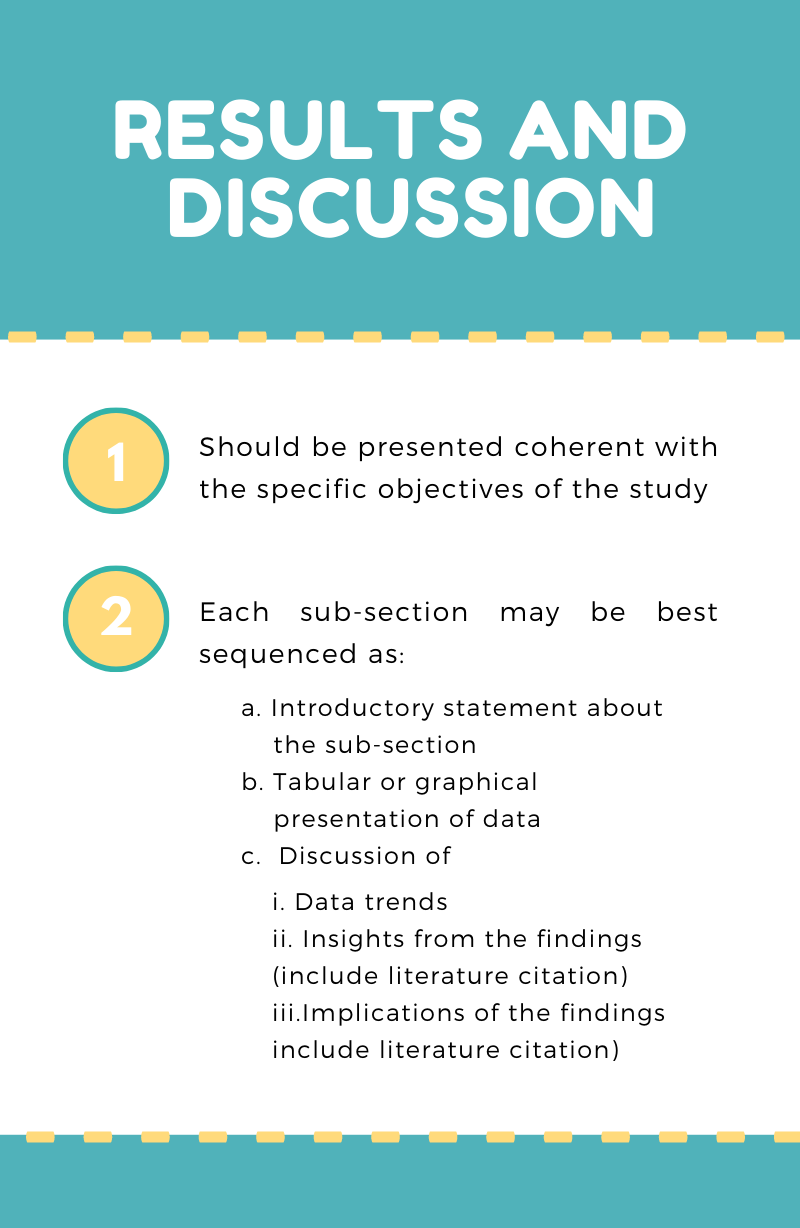 RESULTS AND
DISCUSSION
1
Should be presented coherent with
the specific objectives of the study
2
Each sub-section may be best
sequenced as:
a. Introductory statement about
the sub-section
b. Tabular or graphical
presentation of data
c. Discussion of
i. Data trends
ii. Insights from the findings
(include literature citation)
iii.Implications of the findings
include literature citation)